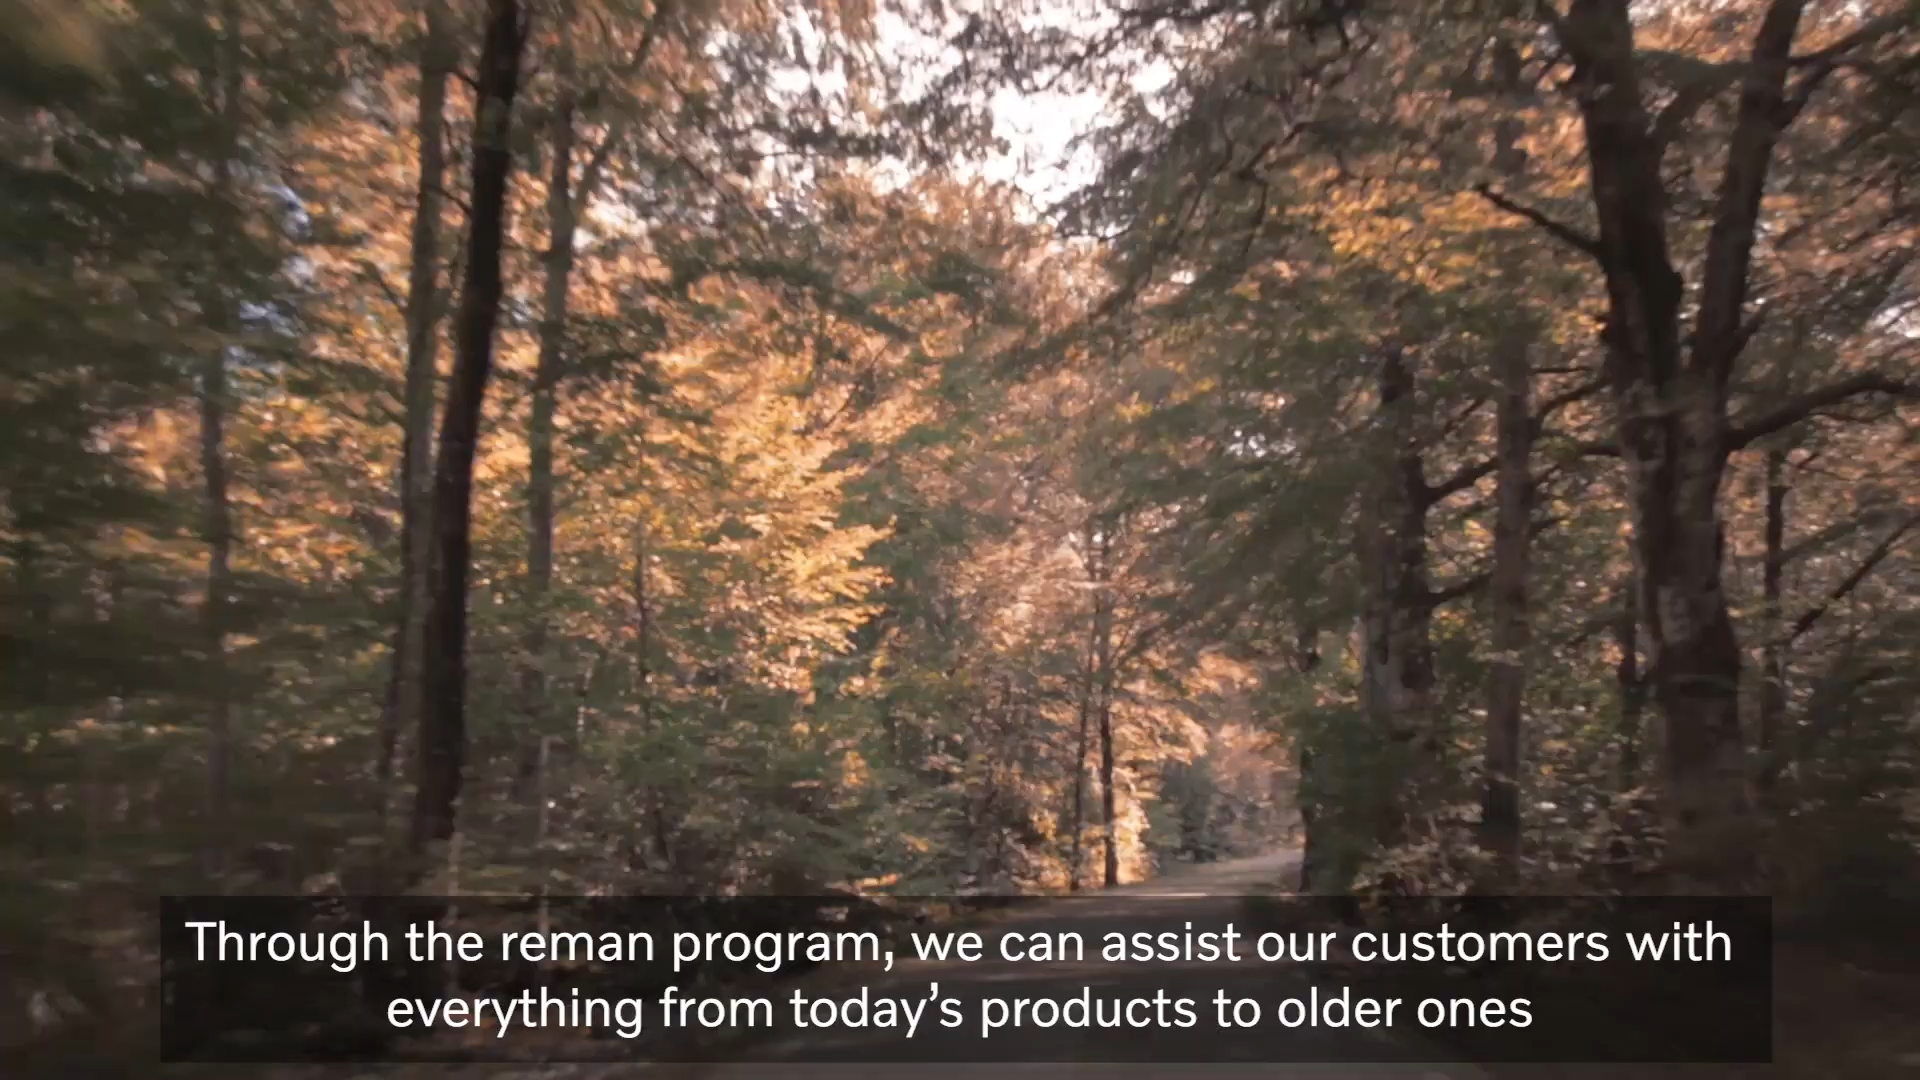 Through the reman program, we can assist our customers with
everything from today’s products to older ones